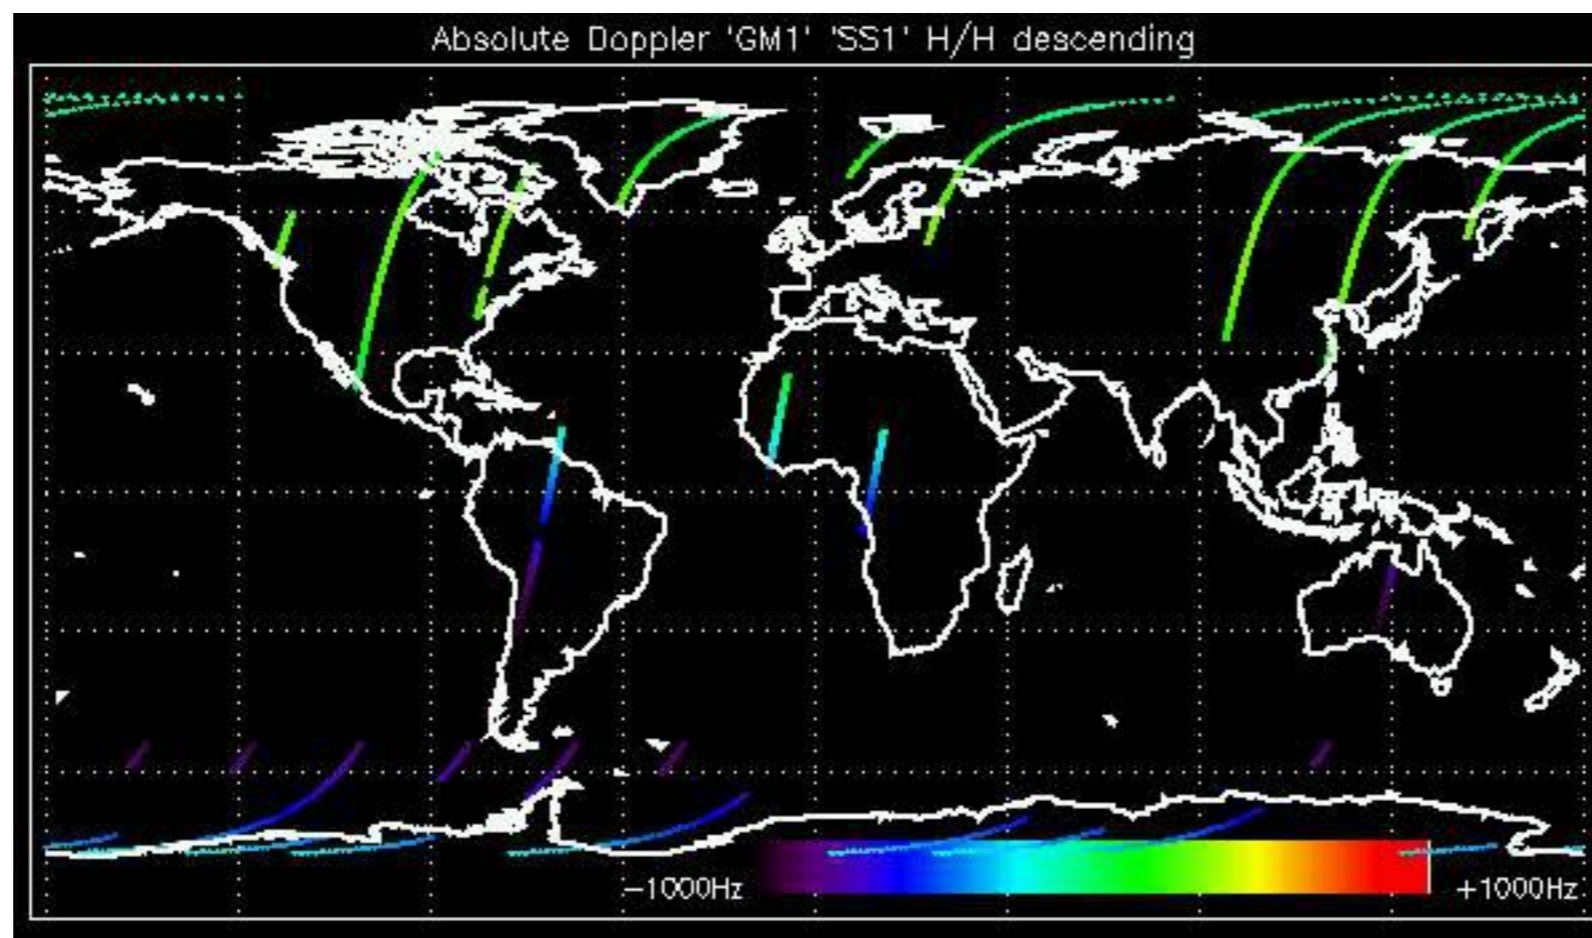 Absolute Doppler 'GM1' 'SS1' H/H descending
−1000Hz +1000Hz